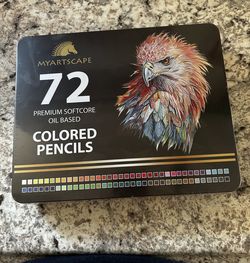 MYARTSCAPE
72
PREMIUM SOFTCORE
OIL BASED
COLORED
PENCILS